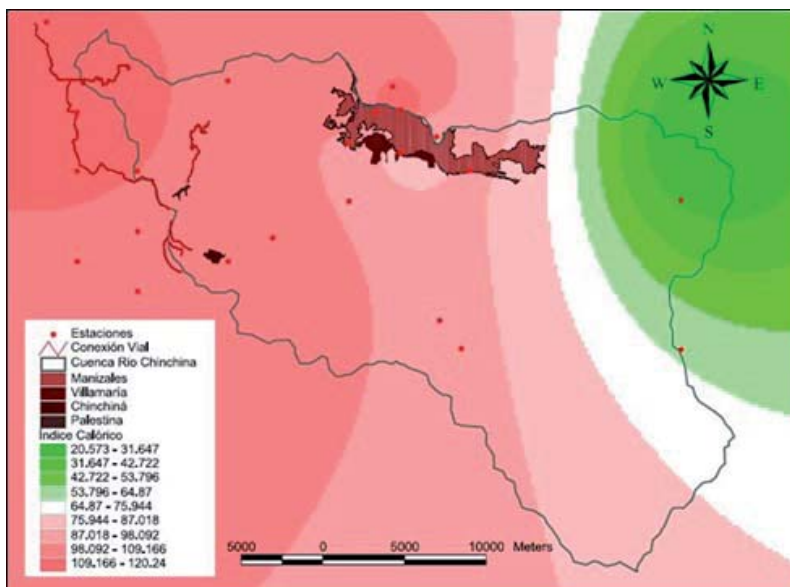 N
W E
S
Estaciones
Conexión Vial
Cuenca Rio Chinchina
Manizales
Villamaría
Chinchiná
Palestina
Índice Calórico
20.573 - 31.647
31.647 - 42.722
42.722 - 53.796
53.796 - 64.87
64.87 - 75.944
75.944 - 87.018
87.018 - 98.092
98.092 - 109.166
109.166 - 120.24
5000 0 5000 10000 Meters